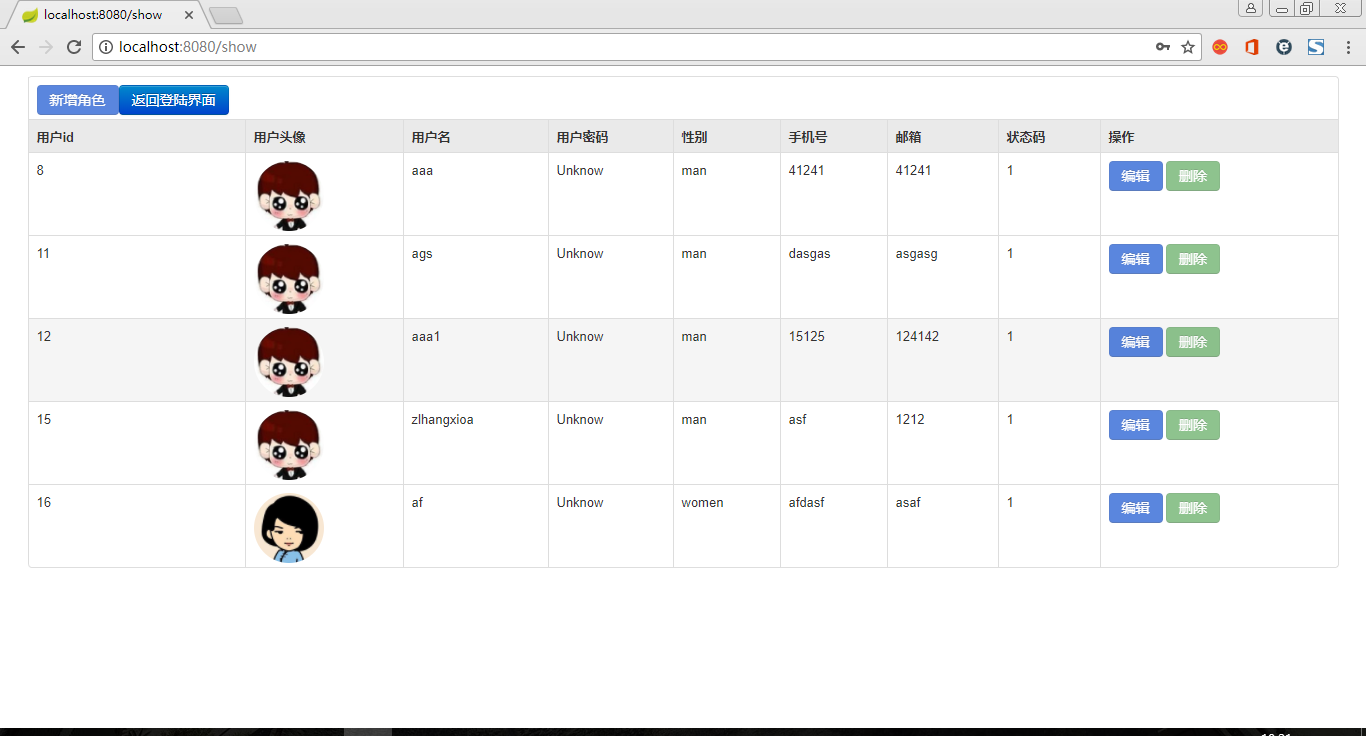 localhost:8080/show
localhost:8080/show
新增角色 返回登陆界面
用户id 用户头像 用户名 用户密码 性别 手机号 邮箱 状态码 操作
8 aaa Unknow man 41241 41241 1 编辑 删除
11 ags Unknow man dasgas asgasg 1 编辑 删除
12 aaa1 Unknow man 15125 124142 1 编辑 删除
15 zlhangxioa Unknow man asf 1212 1 编辑 删除
16 af Unknow women afdasf asaf 1 编辑 删除